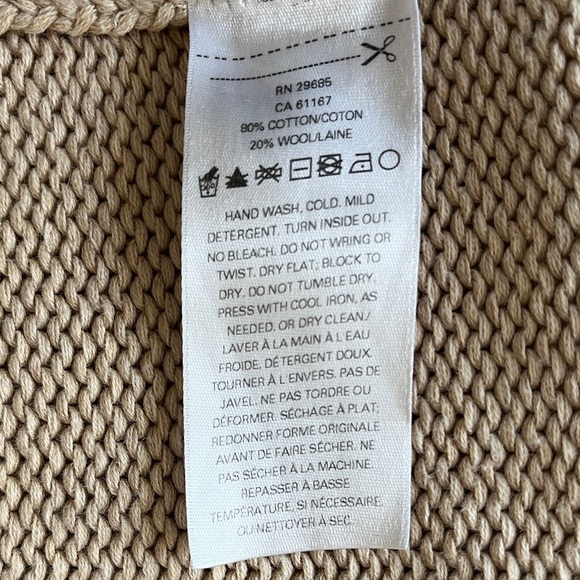 RN 29685
CA 61167
80% COTTON/COTON
20% WOOL/LAINE
HAND WASH, COLD. MILD
DETERGENT. TURN INSIDE OUT.
NO BLEACH. DO NOT WRING OR
TWIST. DRY FLAT; BLOCK TO
DRY. DO NOT TUMBLE DRY.
PRESS WITH COOL IRON, AS
NEEDED. OR DRY CLEAN/
LAVER À LA MAIN À L'EAU
FROIDE. DÉTERGENT DOUX.
TOURNER À L'ENVERS. PAS DE
JAVEL. NE PAS TORDRE OU
DÉFORMER. SÉCHAGE À PLAT;
REDONNER FORME ORIGINALE
AVANT DE FAIRE SÉCHER. NE
PAS SÉCHER À LA MACHINE.
REPASSER À BASSE
TEMPÉRATURE, SI NÉCESSAIRE.
OU NETTOYER À SEC.